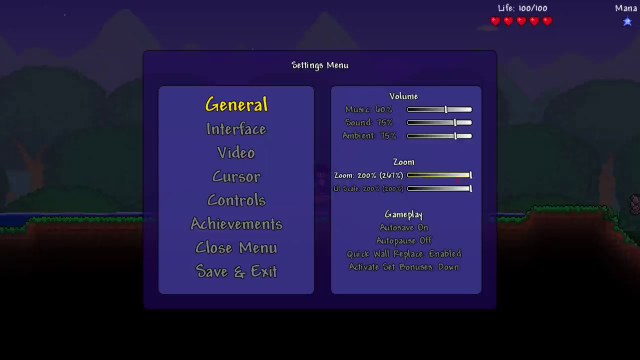 Life: 100/100
Mana
Settings Menu
General
Interface
Video
Cursor
Controls
Achievements
Close Menu
Save & Exit
Volume
Music: 60%
Sound: 75%
Ambient: 75%
Zoom
Zoom: 200% (267%)
UI Scale: 200% (200%)
Gameplay
Autosave On
Autopause Off
Quick Wall Replace: Enabled
Activate Set Bonuses: Down